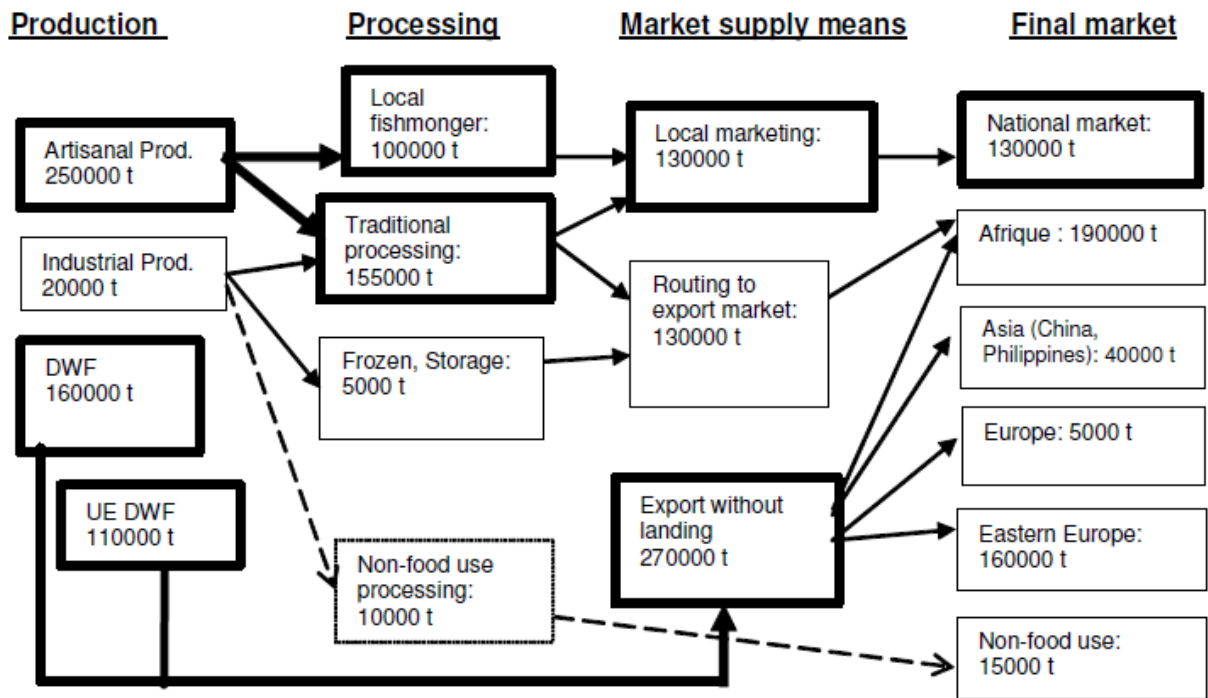 Production
Processing
Market supply means
Final market
Artisanal Prod.
250000 t
Industrial Prod.
20000 t
DWF
160000 t
UE DWF
110000 t
Local
fishmonger:
100000 t
Traditional
processing:
155000 t
Frozen, Storage:
5000 t
Non-food use
processing:
10000 t
Local marketing:
130000 t
Routing to
export market:
130000 t
Export without
landing
270000 t
National market:
130000 t
Afrique : 190000 t
Asia (China,
Philippines): 40000 t
Europe: 5000 t
Eastern Europe:
160000 t
Non-food use:
15000 t